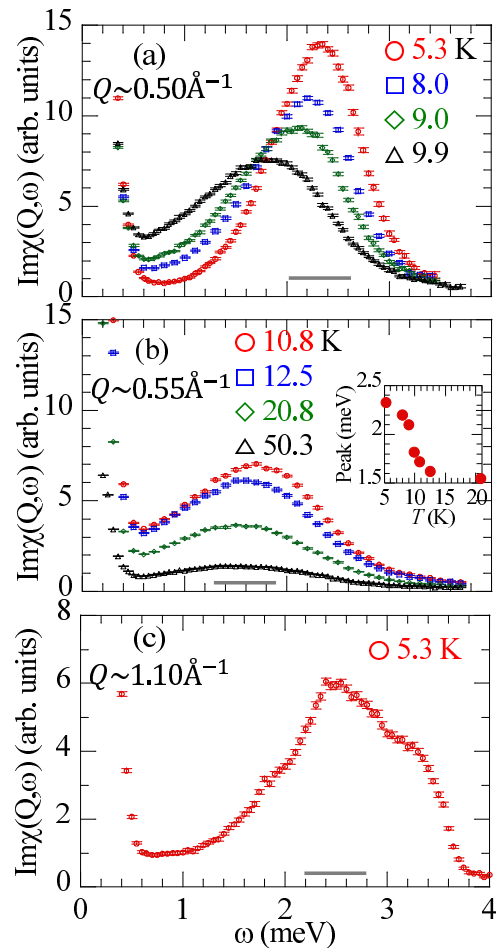 15
(a)
5.3 K
Q~0.50Å⁻¹
8.0
10
9.0
9.9
5
0
Imχ(Q,ω) (arb. units)
15
(b)
10.8 K
Q~0.55Å⁻¹
12.5
20.8
50.3
10
5
0
Imχ(Q,ω) (arb. units)
2.5
2
1.5
Peak (meV)
5 10 20
T (K)
8
(c)
5.3 K
Q~1.10Å⁻¹
6
4
2
0
Imχ(Q,ω) (arb. units)
0 1 2 3 4
ω (meV)